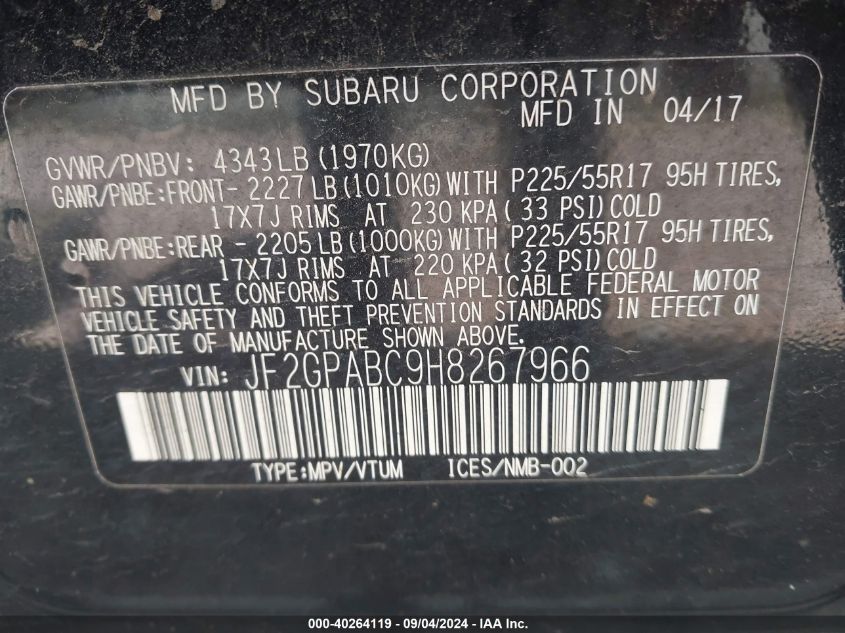 MFD BY SUBARU CORPORATION
MFD IN 04/17
GVWR/PNBV: 4343LB(1970KG)
GAWR/PNBE:FRONT- 2227 LB(1010KG)WITH P225/55R17 95H TIRES,
17X7J RIMS AT 230 KPA( 33 PSI)COLD
GAWR/PNBE:REAR - 2205 LB(1000KG)WITH P225/55R17 95H TIRES,
17X7J RIMS AT 220 KPA( 32 PSI)COLD
THIS VEHICLE CONFORMS TO ALL APPLICABLE FEDERAL MOTOR
VEHICLE SAFETY AND THEFT PREVENTION STANDARDS IN EFFECT ON
THE DATE OF MANUFACTURE SHOWN ABOVE.
VIN: JF2GPABC9H8267966
TYPE:MPV/VTUM ICES/NMB-002
000-40264119 - 09/04/2024 - IAA, Inc.